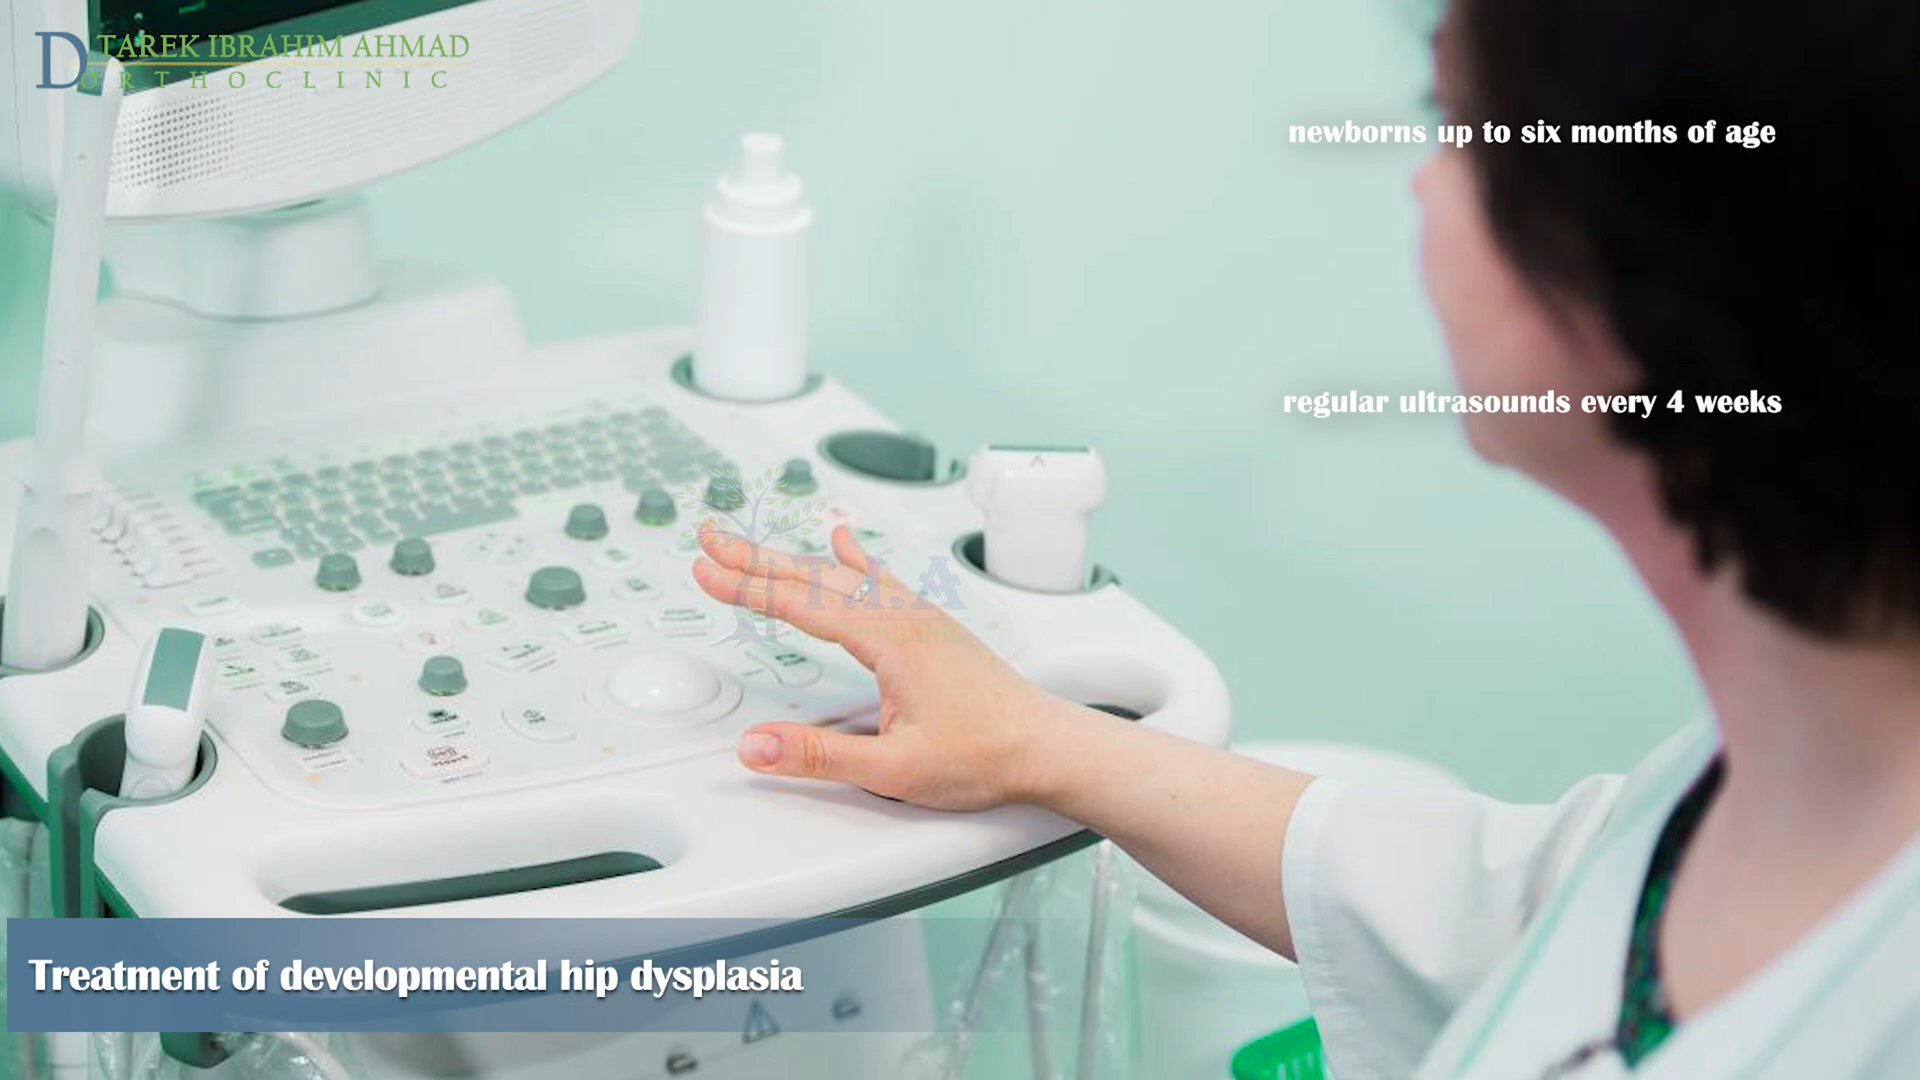 D TAREK IBRAHIM AHMAD
ORTHOCLINIC
newborns up to six months of age
regular ultrasounds every 4 weeks
T.I.A
ORTHOCLINIC
Treatment of developmental hip dysplasia